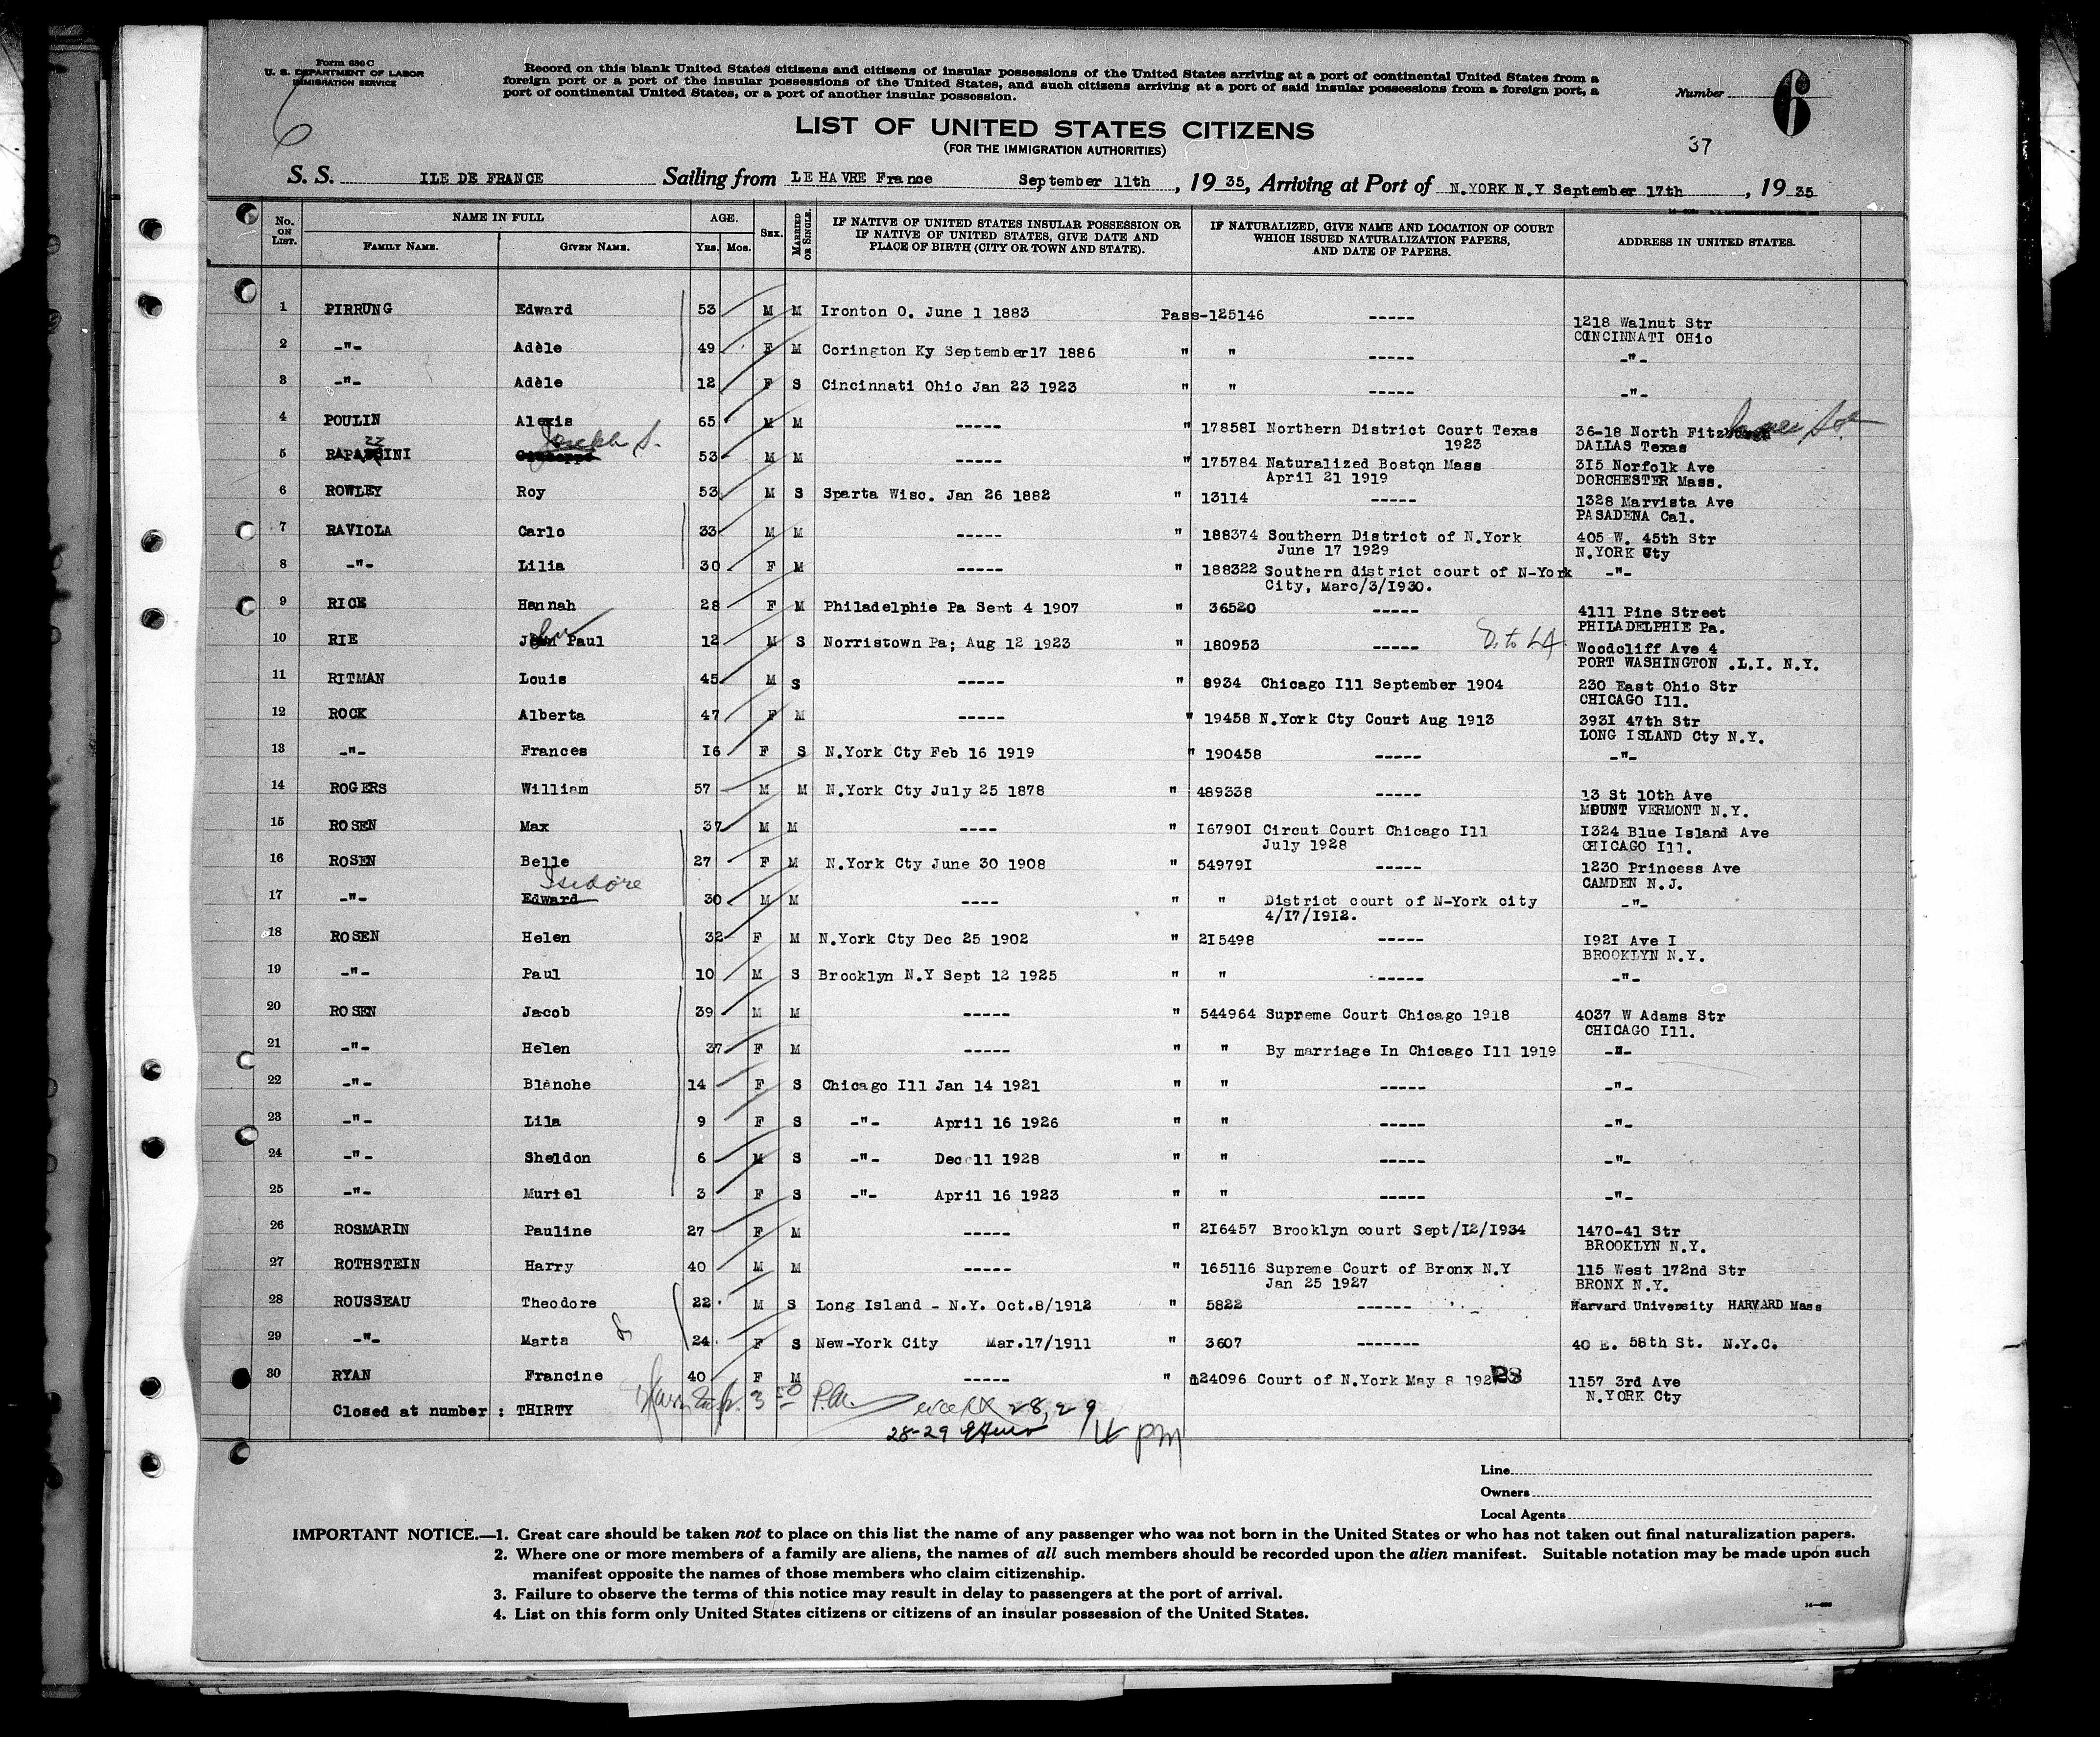 Form 630 C
U. S. DEPARTMENT OF LABOR
IMMIGRATION SERVICE
6
Record on this blank United States citizens and citizens of insular possessions of the United States arriving at a port of continental United States from a
foreign port or a port of the insular possessions of the United States, and such citizens arriving at a port of said insular possessions from a foreign port, a
port of continental United States, or a port of another insular possession.
Number 6
LIST OF UNITED STATES CITIZENS
(FOR THE IMMIGRATION AUTHORITIES)
37
S. S. ILE DE FRANCE Sailing from LE HAVRE France September 11th, 1935, Arriving at Port of N.YORK N.Y September 17th, 1935
No. ON LIST. NAME IN FULL FAMILY NAME. GIVEN NAME. AGE. Yrs. Mos. SEX. MARRIED OR SINGLE. IF NATIVE OF UNITED STATES INSULAR POSSESSION OR IF NATIVE OF UNITED STATES, GIVE DATE AND PLACE OF BIRTH (CITY OR TOWN AND STATE). IF NATURALIZED, GIVE NAME AND LOCATION OF COURT WHICH ISSUED NATURALIZATION PAPERS, AND DATE OF PAPERS. ADDRESS IN UNITED STATES.
1 PIRRUNG Edward 53 M M Ironton O. June 1 1883 Pass-125146 -----
1218 Walnut Str
CINCINNATI OHio
2 -"- Adèle 49 F M Corington Ky September17 1886 " " ----- -"-
3 -"- Adèle 12 F S Cincinnati Ohio Jan 23 1923 " " ----- -"-
4 POULIN Alexis 65 M M ----- " 17858I Northern District Court Texas
1923
36-18 North
DALLAS Texas
Joseph S.
zz
5 RAPASSINI Giuseppe 53 M M ----- " 175784 Naturalized Boston Mass
April 21 1919
315 Norfolk Ave
DORCHESTER Mass.
6 ROWLEY Roy 53 M S Sparta Wisc. Jan 26 1882 " 13114 -----
1328 Marvista Ave
PASADENA Cal.
7 RAVIOLA Carlo 33 M M ----- " 188374 Southern District of N.York
June 17 1929
405 W. 45th Str
N.YORK Cty
8 -"- Lilia 30 F M ----- " 188322 Southern district court of N-York -"-
City, Marc/3/I930.
9 RICE Hannah 28 F M Philadelphie Pa Sept 4 1907 " 36520 -----
4111 Pine Street
PHILADELPHIE Pa.
10 RIE Paul 12 M S Norristown Pa; Aug 12 1923 " 180953 -----
Woodcliff Ave 4
PORT WASHINGTON .L.I. N.Y.
11 RITMAN Louis 45 M S ----- " 8934 Chicago Ill September 1904
230 East Ohio Str
CHICAGO Ill.
12 ROCK Alberta 47 F M ----- " 19458 N.York Cty Court Aug 1913
393I 47th Str
LONG ISLAND Cty N.Y.
13 -"- Frances I6 F S N.York Cty Feb 16 1919 " 190458 ----- -"-
14 ROGERS William 57 M M N.York Cty July 25 1878 " 489338 -----
13 St 10th Ave
MOUNT VERMONT N.Y.
15 ROSEN Max 37 M M ---- " I6790I Circut Court Chicago Ill
July 1928
I324 Blue Island Ave
CHICAGO Ill.
16 ROSEN Belle 27 F M N.York Cty June 30 1908 " 54979I -----
1230 Princess Ave
CAMDEN N.J.
Isidore
17 -"- Edward 30 M M ---- " " District court of N-York city -"-
4/I7/I9I2.
18 ROSEN Helen 32 F M N.York Cty Dec 25 1902 " 2I5498 -----
I92I Ave I
BROOKLYN N.Y.
19 -"- Paul 10 M S Brooklyn N.Y Sept 12 1925 " " ----- -"-
20 ROSEN Jacob 39 M M ----- " 544964 Supreme Court Chicago 1918
4037 W Adams Str
CHICAGO Ill.
21 -"- Helen 37 F M ----- " " By marriage In Chicago Ill 1919 -"-
22 -"- Blanche 14 F S Chicago Ill Jan 14 1921 " " ----- -"-
23 -"- Lila 9 F S -"- April 16 1926 " " ----- -"-
24 -"- Sheldon 6 M S -"- Dec 11 1928 " " ----- -"-
25 -"- Muriel 3 F S -"- April 16 1923 " " ----- -"-
26 ROSMARIN Pauline 27 F M ----- " 2I6457 Brooklyn court Sept/I2/I934
1470-41 Str
BROOKLYN N.Y.
27 ROTHSTEIN Harry 40 M M ----- " 165116 Supreme Court of Bronx N.Y
Jan 25 1927
115 West 172nd Str
BRONX N.Y.
28 ROUSSEAU Theodore 22 M S Long Island - N.Y. Oct.8/1912 " 5822 ------ Harvard University HARVARD Mass
29 -"- Marta 24 F S New-York City Mar.17/1911 " 3607 ------- 40 E. 58th St. N.Y.C.
30 RYAN Francine 40 F M ----- " 124096 Court of N.York May 8 1928
1157 3rd Ave
N.YORK Cty
Closed at number : THIRTY 3 50 P.M. 28, 29
28-29 4 PM
Line
Owners
Local Agents
IMPORTANT NOTICE.—1. Great care should be taken not to place on this list the name of any passenger who was not born in the United States or who has not taken out final naturalization papers.
2. Where one or more members of a family are aliens, the names of all such members should be recorded upon the alien manifest. Suitable notation may be made upon such
manifest opposite the names of those members who claim citizenship.
3. Failure to observe the terms of this notice may result in delay to passengers at the port of arrival.
4. List on this form only United States citizens or citizens of an insular possession of the United States.